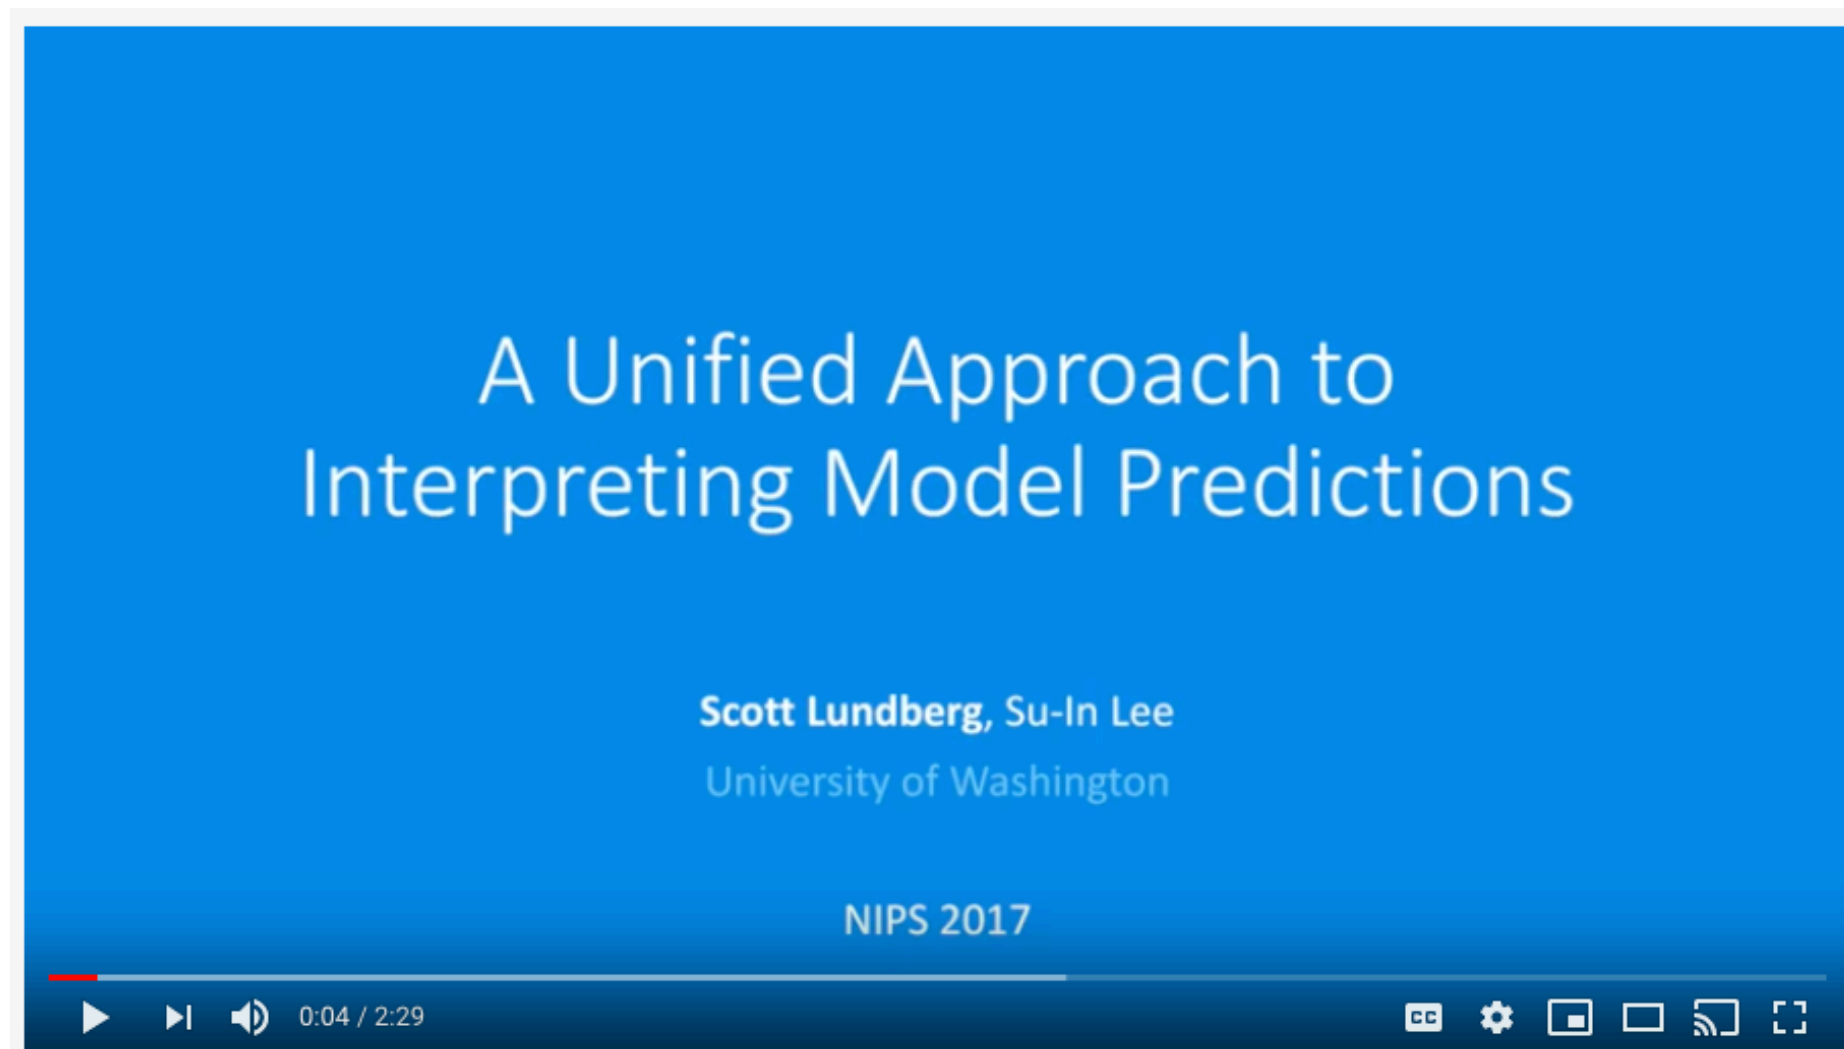 A Unified Approach to
Interpreting Model Predictions
Scott Lundberg, Su-In Lee
University of Washington
NIPS 2017
0:04 / 2:29
CC